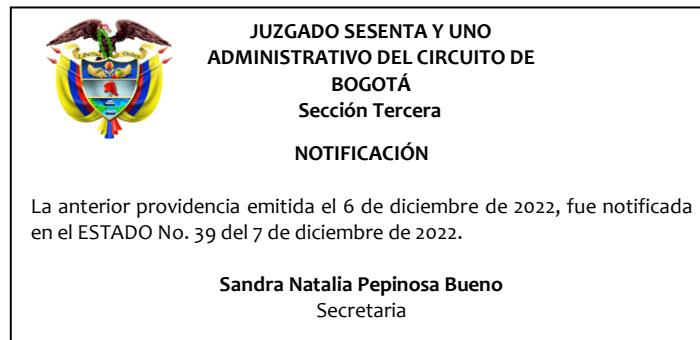 JUZGADO SESENTA Y UNO
ADMINISTRATIVO DEL CIRCUITO DE
BOGOTÁ
Sección Tercera
NOTIFICACIÓN
La anterior providencia emitida el 6 de diciembre de 2022, fue notificada
en el ESTADO No. 39 del 7 de diciembre de 2022.
Sandra Natalia Pepinosa Bueno
Secretaria